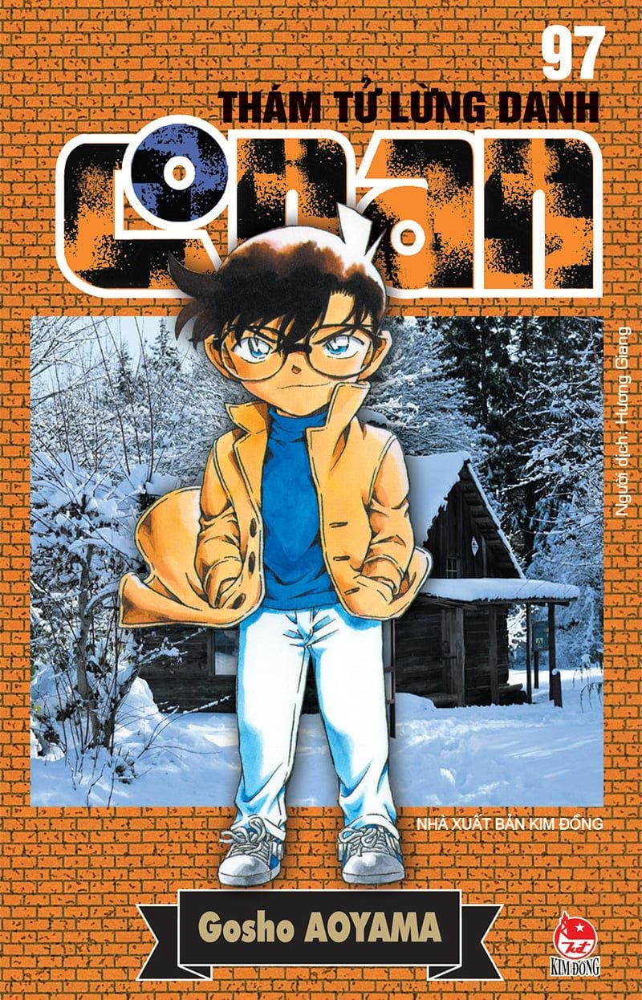 97
THÁM TỬ LỪNG DANH
conan
Người dịch: Hương Giang
NHÀ XUẤT BẢN KIM ĐỒNG
Gosho AOYAMA
KIM ĐỒNG